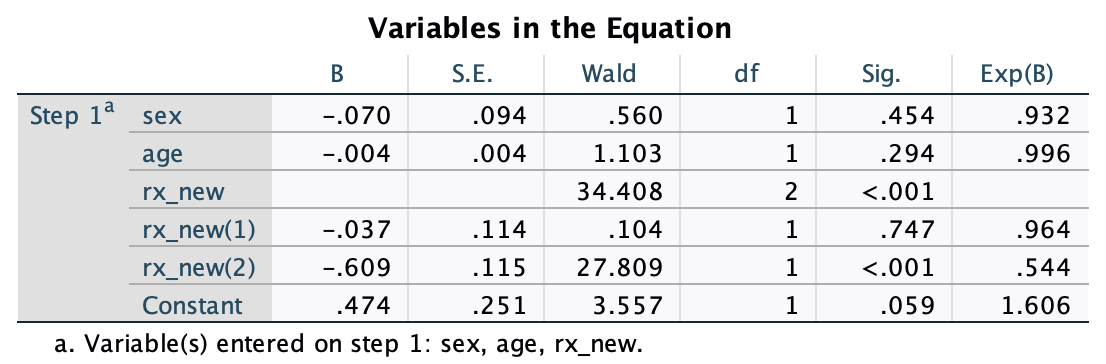 Variables in the Equation
B S.E. Wald df Sig. Exp(B)
Step 1a sex -.070 .094 .560 1 .454 .932
age -.004 .004 1.103 1 .294 .996
rx_new 34.408 2 <.001
rx_new(1) -.037 .114 .104 1 .747 .964
rx_new(2) -.609 .115 27.809 1 <.001 .544
Constant .474 .251 3.557 1 .059 1.606
a. Variable(s) entered on step 1: sex, age, rx_new.